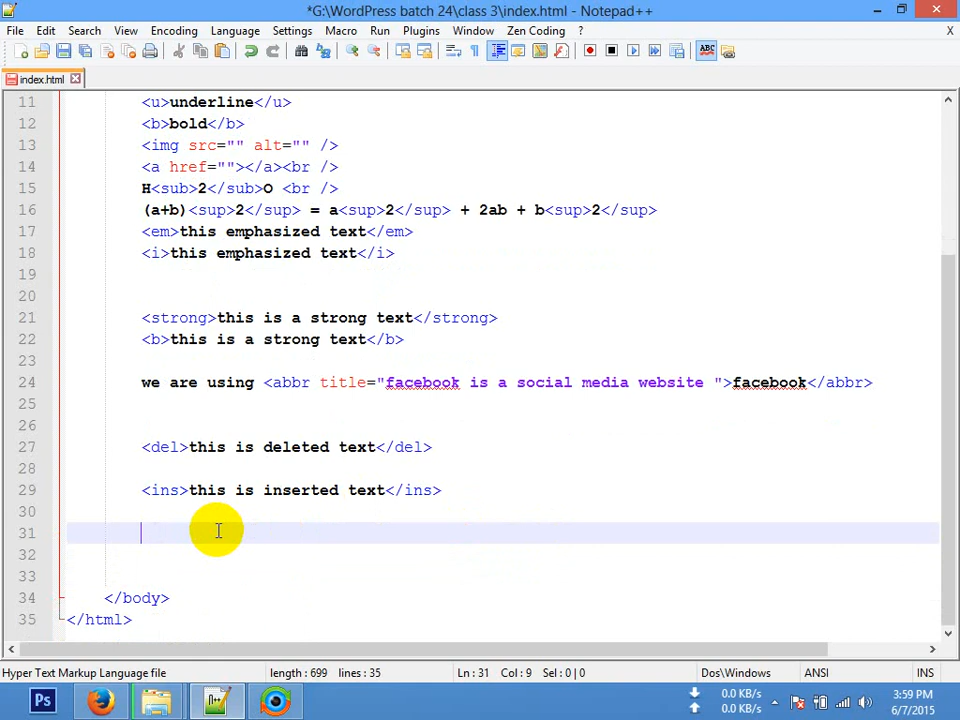 *G:\WordPress batch 24\class 3\index.html - Notepad++
File Edit Search View Encoding Language Settings Macro Run Plugins Window Zen Coding ? X
index.html
11 <u>underline</u>
12 <b>bold</b>
13 <img src="" alt="" />
14 <a href=""></a><br />
15 H<sub>2</sub>O <br />
16 (a+b)<sup>2</sup> = a<sup>2</sup> + 2ab + b<sup>2</sup>
17 <em>this emphasized text</em>
18 <i>this emphasized text</i>
19
20
21 <strong>this is a strong text</strong>
22 <b>this is a strong text</b>
23
24 we are using <abbr title="facebook is a social media website ">facebook</abbr>
25
26
27 <del>this is deleted text</del>
28
29 <ins>this is inserted text</ins>
30
31
32
33
34 </body>
35 </html>
Hyper Text Markup Language file length : 699 lines : 35 Ln : 31 Col : 9 Sel : 0 | 0 Dos\Windows ANSI INS
Ps
0.0 KB/s
0.0 KB/s
3:59 PM
6/7/2015